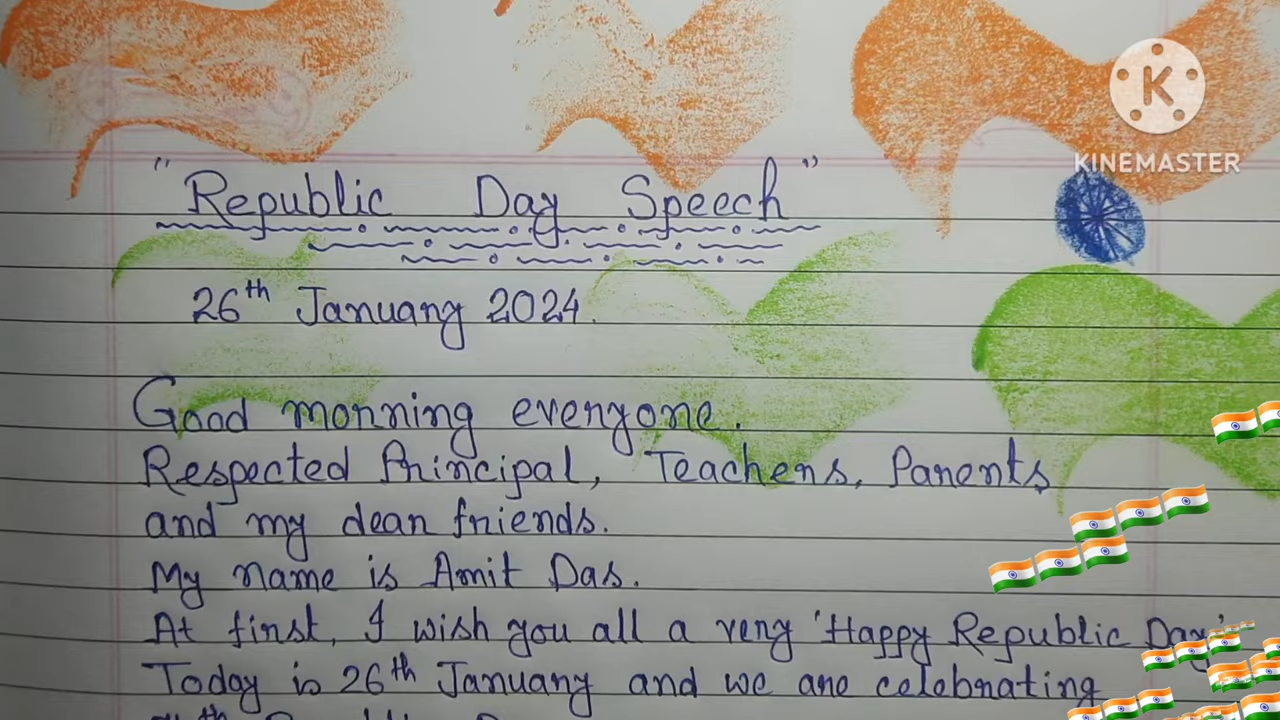 "Republic Day Speech"
26th January 2024.
Good morning everyone.
Respected Principal, Teachers, Parents
and my dear friends.
My name is Amit Das.
At first, I wish you all a very 'Happy Republic Day'
Today is 26th January and we are celebrating
K
KINEMASTER